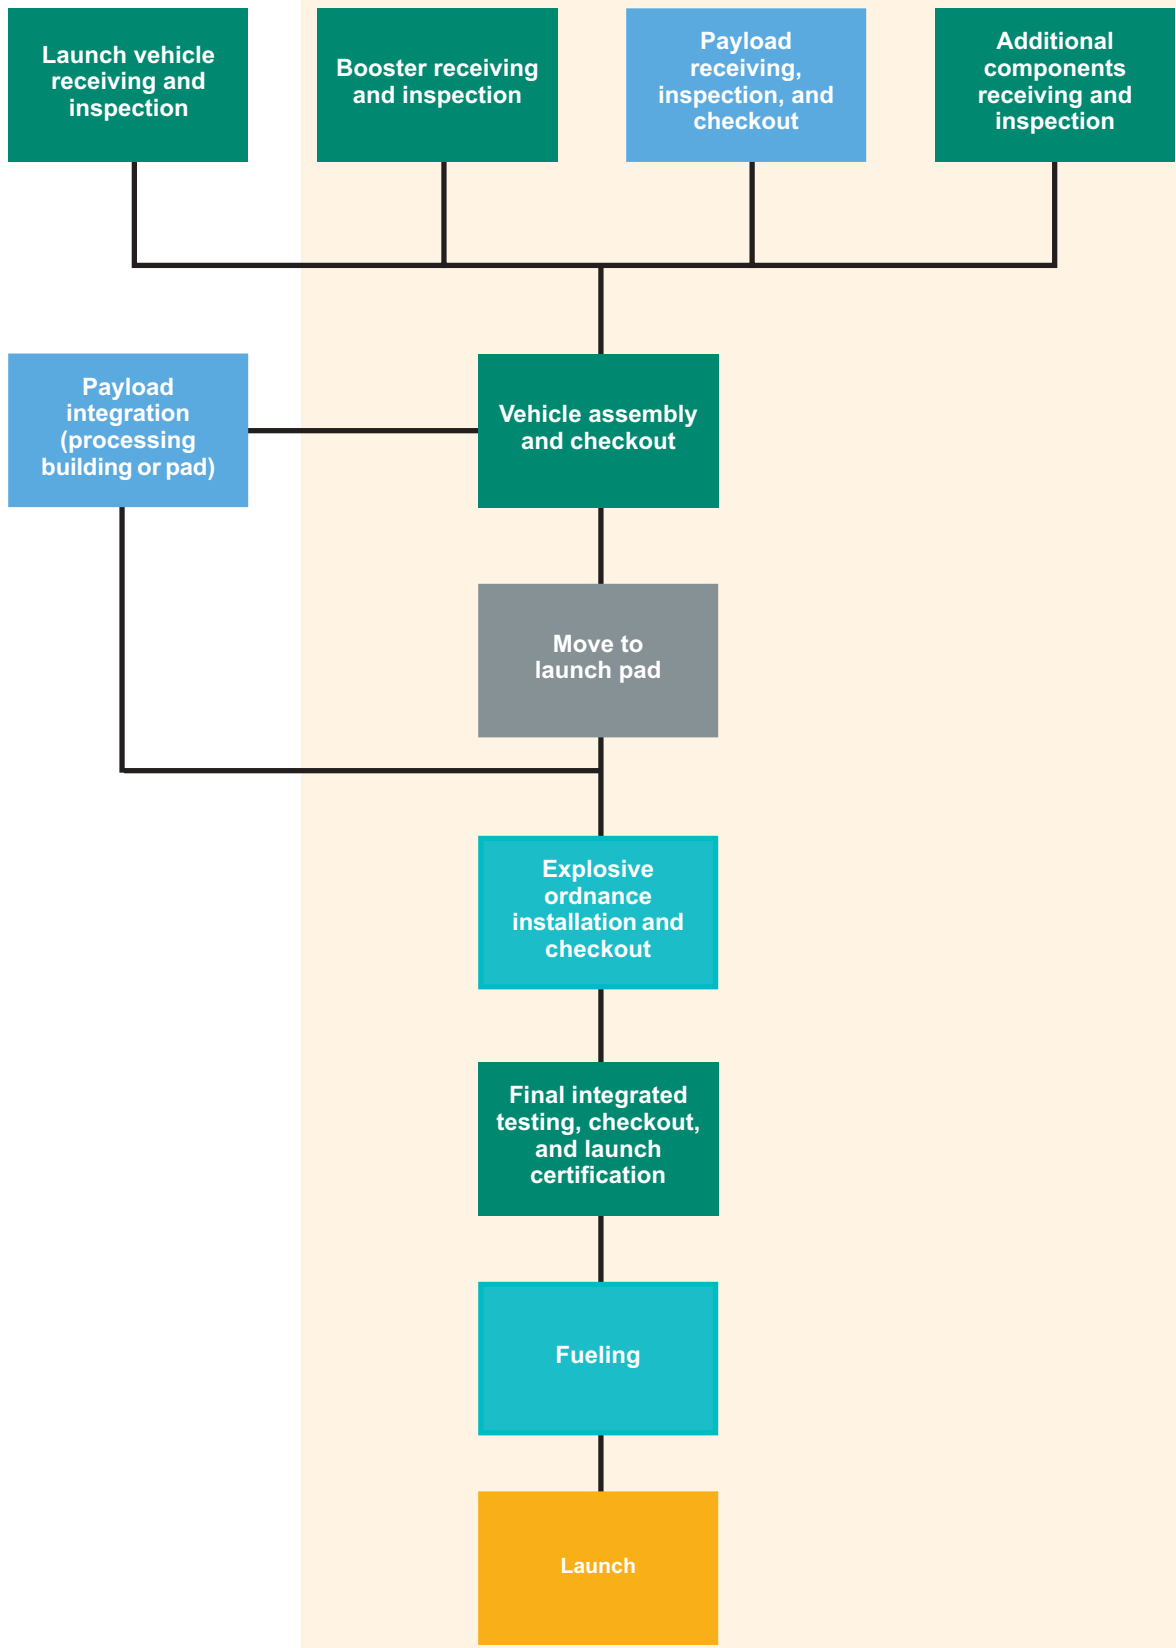 Launch vehicle
receiving and
inspection
Booster receiving
and inspection
Payload
receiving,
inspection, and
checkout
Additional
components
receiving and
inspection
Payload
integration
(processing
building or pad)
Vehicle assembly
and checkout
Move to
launch pad
Explosive
ordnance
installation and
checkout
Final integrated
testing, checkout,
and launch
certification
Fueling
Launch